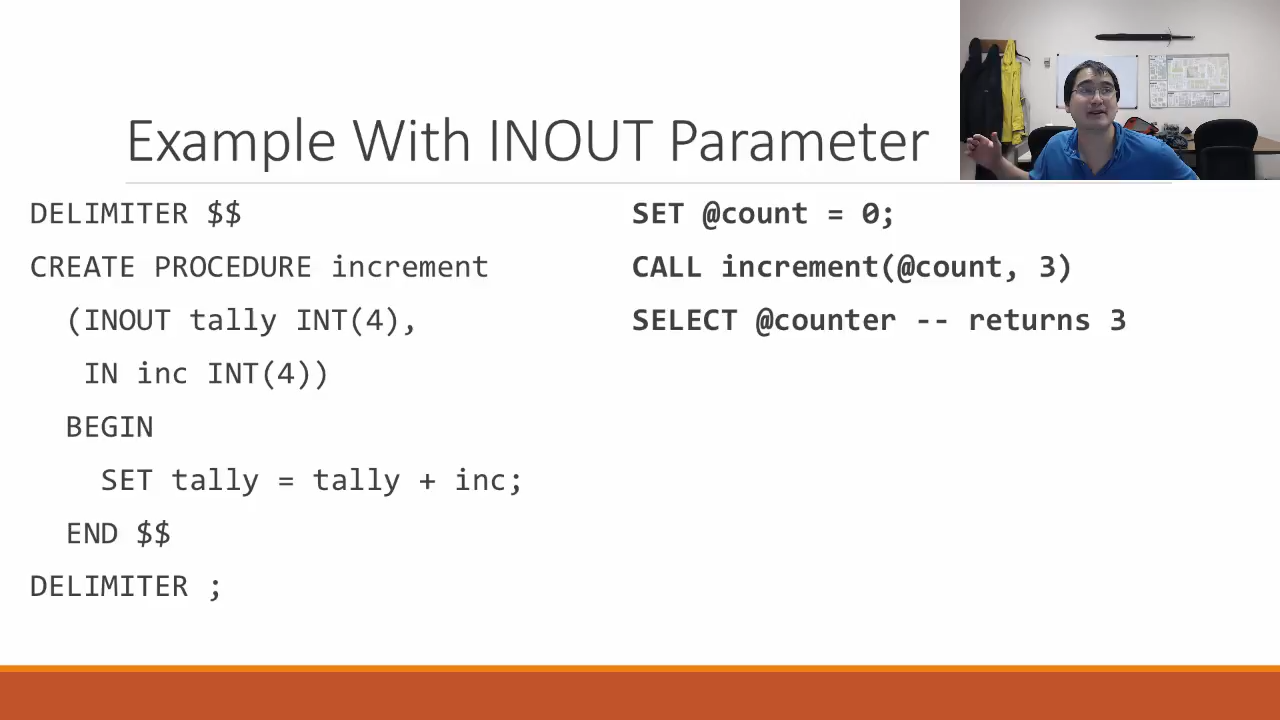 Example With INOUT Parameter
DELIMITER $$
CREATE PROCEDURE increment
(INOUT tally INT(4),
IN inc INT(4))
BEGIN
SET tally = tally + inc;
END $$
DELIMITER ;
SET @count = 0;
CALL increment(@count, 3)
SELECT @counter -- returns 3